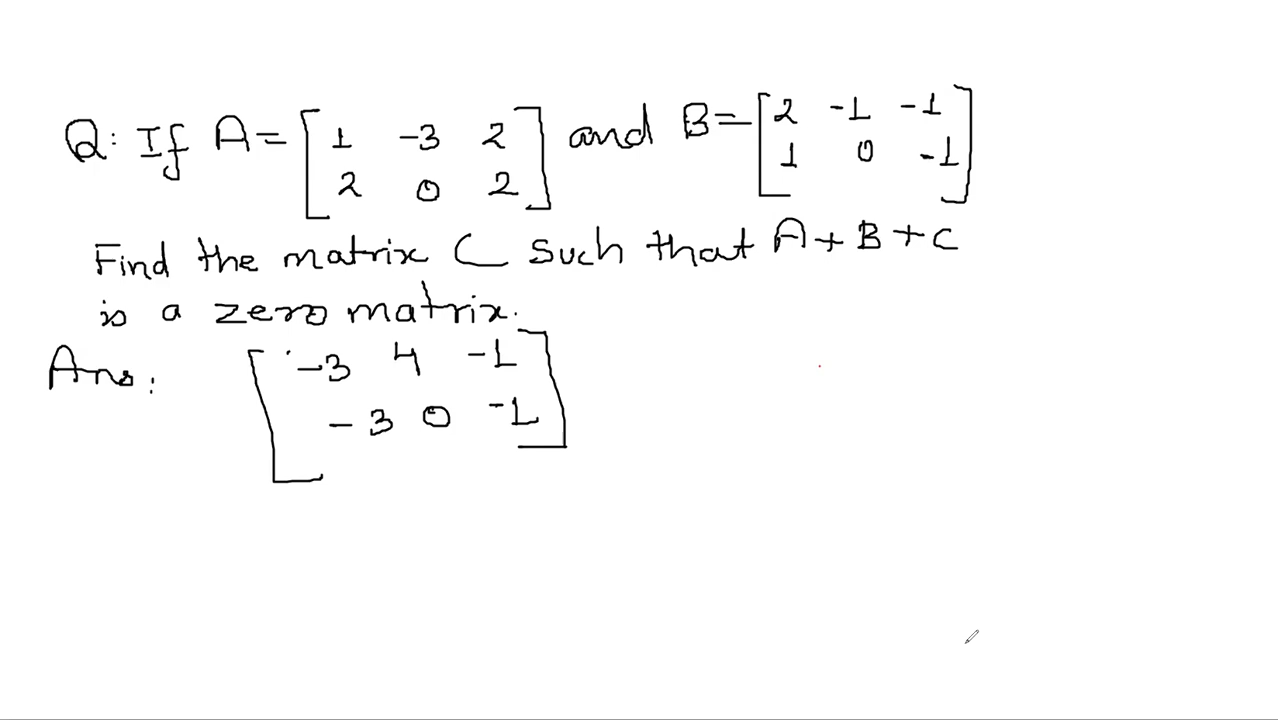 Q: If A = [ 1 -3 2 ] and B = [ 2 -1 -1 ]
2 0 2 1 0 -1
Find the matrix C such that A + B + C
is a zero matrix.
Ans: [ -3 4 -1 ]
-3 0 -1